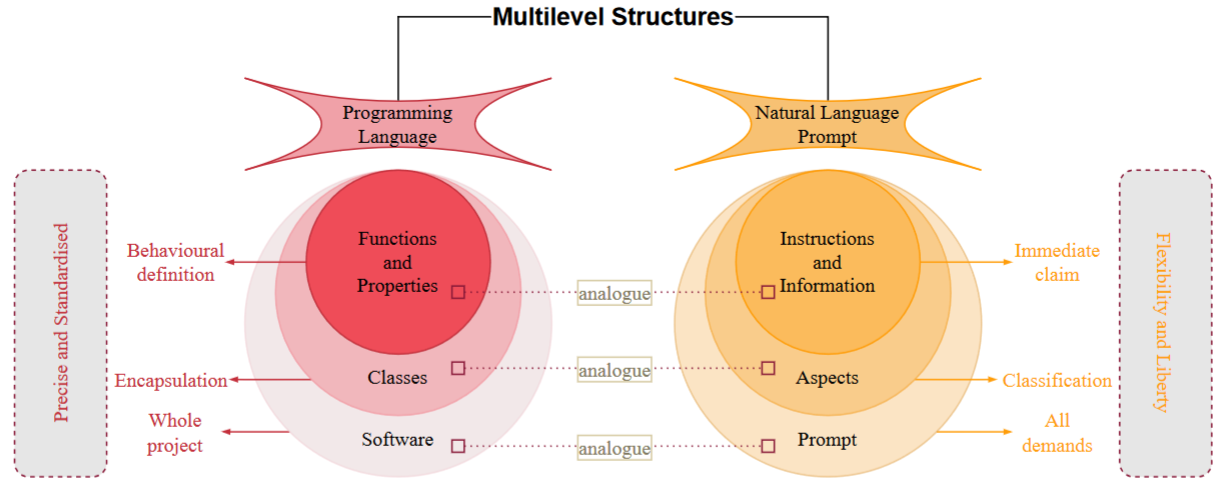 Multilevel Structures
Programming
Language
Natural Language
Prompt
Precise and Standardised
Behavioural
definition
Functions
and
Properties
analogue
Instructions
and
Information
Immediate
claim
Flexibility and Liberty
Encapsulation
Classes
analogue
Aspects
Classification
Whole
project
Software
analogue
Prompt
All
demands